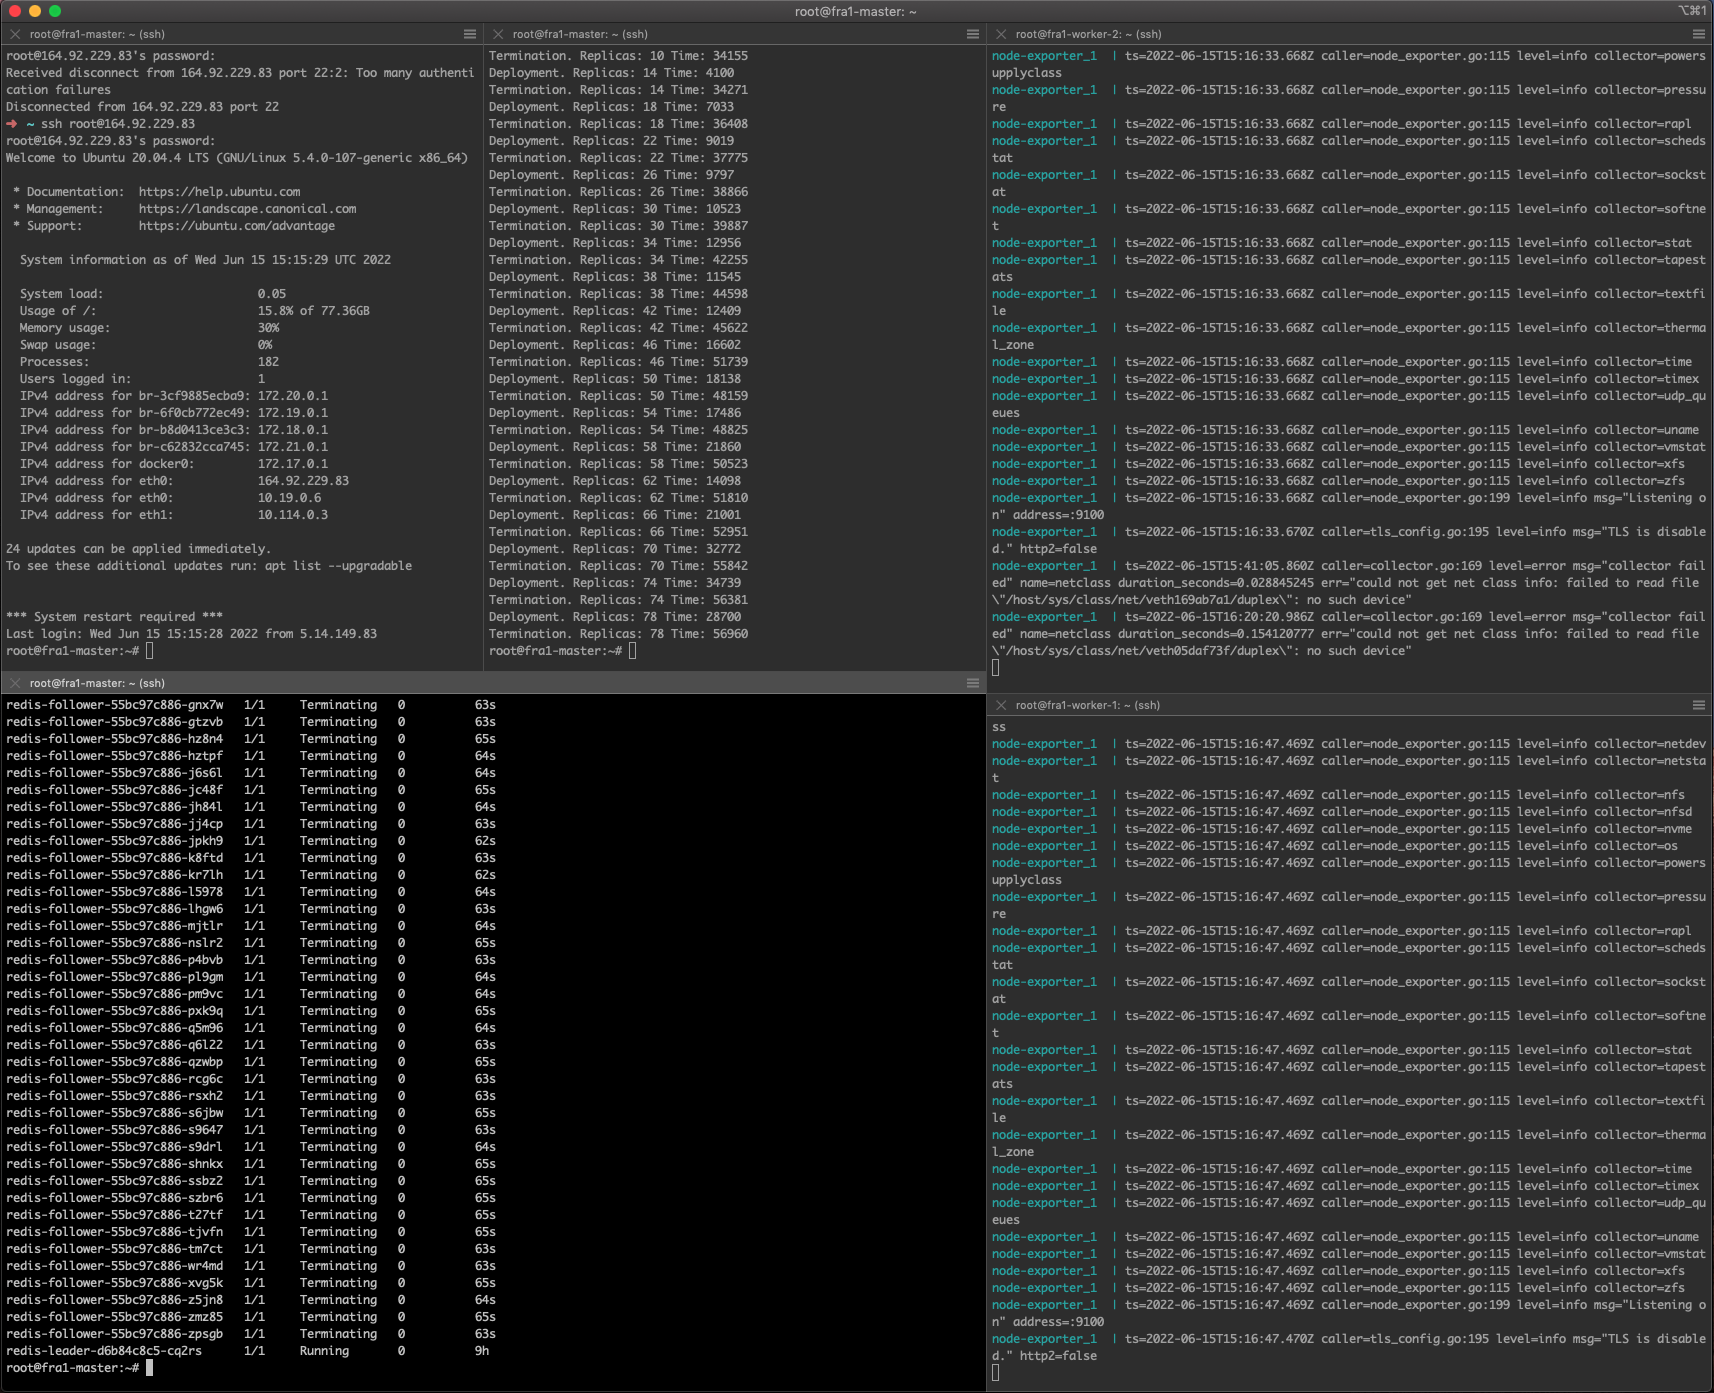 root@fra1-master: ~
⌥⌘1
root@fra1-master: ~ (ssh)
root@164.92.229.83's password:
Received disconnect from 164.92.229.83 port 22:2: Too many authenti
cation failures
Disconnected from 164.92.229.83 port 22
➜ ~ ssh root@164.92.229.83
root@164.92.229.83's password:
Welcome to Ubuntu 20.04.4 LTS (GNU/Linux 5.4.0-107-generic x86_64)
* Documentation: https://help.ubuntu.com
* Management: https://landscape.canonical.com
* Support: https://ubuntu.com/advantage
System information as of Wed Jun 15 15:15:29 UTC 2022
System load: 0.05
Usage of /: 15.8% of 77.36GB
Memory usage: 30%
Swap usage: 0%
Processes: 182
Users logged in: 1
IPv4 address for br-3cf9885ecba9: 172.20.0.1
IPv4 address for br-6f0cb772ec49: 172.19.0.1
IPv4 address for br-b8d0413ce3c3: 172.18.0.1
IPv4 address for br-c62832cca745: 172.21.0.1
IPv4 address for docker0: 172.17.0.1
IPv4 address for eth0: 164.92.229.83
IPv4 address for eth0: 10.19.0.6
IPv4 address for eth1: 10.114.0.3
24 updates can be applied immediately.
To see these additional updates run: apt list --upgradable
*** System restart required ***
Last login: Wed Jun 15 15:15:28 2022 from 5.14.149.83
root@fra1-master:~#
root@fra1-master: ~ (ssh)
Termination. Replicas: 10 Time: 34155
Deployment. Replicas: 14 Time: 4100
Termination. Replicas: 14 Time: 34271
Deployment. Replicas: 18 Time: 7033
Termination. Replicas: 18 Time: 36408
Deployment. Replicas: 22 Time: 9019
Termination. Replicas: 22 Time: 37775
Deployment. Replicas: 26 Time: 9797
Termination. Replicas: 26 Time: 38866
Deployment. Replicas: 30 Time: 10523
Termination. Replicas: 30 Time: 39887
Deployment. Replicas: 34 Time: 12956
Termination. Replicas: 34 Time: 42255
Deployment. Replicas: 38 Time: 11545
Termination. Replicas: 38 Time: 44598
Deployment. Replicas: 42 Time: 12409
Termination. Replicas: 42 Time: 45622
Deployment. Replicas: 46 Time: 16602
Termination. Replicas: 46 Time: 51739
Deployment. Replicas: 50 Time: 18138
Termination. Replicas: 50 Time: 48159
Deployment. Replicas: 54 Time: 17486
Termination. Replicas: 54 Time: 48825
Deployment. Replicas: 58 Time: 21860
Termination. Replicas: 58 Time: 50523
Deployment. Replicas: 62 Time: 14098
Termination. Replicas: 62 Time: 51810
Deployment. Replicas: 66 Time: 21001
Termination. Replicas: 66 Time: 52951
Deployment. Replicas: 70 Time: 32772
Termination. Replicas: 70 Time: 55842
Deployment. Replicas: 74 Time: 34739
Termination. Replicas: 74 Time: 56381
Deployment. Replicas: 78 Time: 28700
Termination. Replicas: 78 Time: 56960
root@fra1-master:~#
root@fra1-worker-2: ~ (ssh)
node-exporter_1 | ts=2022-06-15T15:16:33.668Z caller=node_exporter.go:115 level=info collector=powers
upplyclass
node-exporter_1 | ts=2022-06-15T15:16:33.668Z caller=node_exporter.go:115 level=info collector=pressu
re
node-exporter_1 | ts=2022-06-15T15:16:33.668Z caller=node_exporter.go:115 level=info collector=rapl
node-exporter_1 | ts=2022-06-15T15:16:33.668Z caller=node_exporter.go:115 level=info collector=scheds
tat
node-exporter_1 | ts=2022-06-15T15:16:33.668Z caller=node_exporter.go:115 level=info collector=sockst
at
node-exporter_1 | ts=2022-06-15T15:16:33.668Z caller=node_exporter.go:115 level=info collector=softne
t
node-exporter_1 | ts=2022-06-15T15:16:33.668Z caller=node_exporter.go:115 level=info collector=stat
node-exporter_1 | ts=2022-06-15T15:16:33.668Z caller=node_exporter.go:115 level=info collector=tapest
ats
node-exporter_1 | ts=2022-06-15T15:16:33.668Z caller=node_exporter.go:115 level=info collector=textfi
le
node-exporter_1 | ts=2022-06-15T15:16:33.668Z caller=node_exporter.go:115 level=info collector=therma
l_zone
node-exporter_1 | ts=2022-06-15T15:16:33.668Z caller=node_exporter.go:115 level=info collector=time
node-exporter_1 | ts=2022-06-15T15:16:33.668Z caller=node_exporter.go:115 level=info collector=timex
node-exporter_1 | ts=2022-06-15T15:16:33.668Z caller=node_exporter.go:115 level=info collector=udp_qu
eues
node-exporter_1 | ts=2022-06-15T15:16:33.668Z caller=node_exporter.go:115 level=info collector=uname
node-exporter_1 | ts=2022-06-15T15:16:33.668Z caller=node_exporter.go:115 level=info collector=vmstat
node-exporter_1 | ts=2022-06-15T15:16:33.668Z caller=node_exporter.go:115 level=info collector=xfs
node-exporter_1 | ts=2022-06-15T15:16:33.668Z caller=node_exporter.go:115 level=info collector=zfs
node-exporter_1 | ts=2022-06-15T15:16:33.668Z caller=node_exporter.go:199 level=info msg="Listening o
n" address=:9100
node-exporter_1 | ts=2022-06-15T15:16:33.670Z caller=tls_config.go:195 level=info msg="TLS is disable
d." http2=false
node-exporter_1 | ts=2022-06-15T15:41:05.860Z caller=collector.go:169 level=error msg="collector fail
ed" name=netclass duration_seconds=0.028845245 err="could not get net class info: failed to read file
\"/host/sys/class/net/veth169ab7a1/duplex\": no such device"
node-exporter_1 | ts=2022-06-15T16:20:20.986Z caller=collector.go:169 level=error msg="collector fail
ed" name=netclass duration_seconds=0.154120777 err="could not get net class info: failed to read file
\"/host/sys/class/net/veth05daf73f/duplex\": no such device"
root@fra1-master: ~ (ssh)
redis-follower-55bc97c886-gnx7w 1/1 Terminating 0 63s
redis-follower-55bc97c886-gtzvb 1/1 Terminating 0 63s
redis-follower-55bc97c886-hz8n4 1/1 Terminating 0 65s
redis-follower-55bc97c886-hztpf 1/1 Terminating 0 64s
redis-follower-55bc97c886-j6s6l 1/1 Terminating 0 64s
redis-follower-55bc97c886-jc48f 1/1 Terminating 0 65s
redis-follower-55bc97c886-jh84l 1/1 Terminating 0 64s
redis-follower-55bc97c886-jj4cp 1/1 Terminating 0 63s
redis-follower-55bc97c886-jpkh9 1/1 Terminating 0 62s
redis-follower-55bc97c886-k8ftd 1/1 Terminating 0 63s
redis-follower-55bc97c886-kr7lh 1/1 Terminating 0 62s
redis-follower-55bc97c886-l5978 1/1 Terminating 0 64s
redis-follower-55bc97c886-lhgw6 1/1 Terminating 0 63s
redis-follower-55bc97c886-mjtlr 1/1 Terminating 0 64s
redis-follower-55bc97c886-nslr2 1/1 Terminating 0 65s
redis-follower-55bc97c886-p4bvb 1/1 Terminating 0 63s
redis-follower-55bc97c886-pl9gm 1/1 Terminating 0 64s
redis-follower-55bc97c886-pm9vc 1/1 Terminating 0 64s
redis-follower-55bc97c886-pxk9q 1/1 Terminating 0 65s
redis-follower-55bc97c886-q5m96 1/1 Terminating 0 64s
redis-follower-55bc97c886-q6l22 1/1 Terminating 0 63s
redis-follower-55bc97c886-qzwbp 1/1 Terminating 0 65s
redis-follower-55bc97c886-rcg6c 1/1 Terminating 0 63s
redis-follower-55bc97c886-rsxh2 1/1 Terminating 0 63s
redis-follower-55bc97c886-s6jbw 1/1 Terminating 0 65s
redis-follower-55bc97c886-s9647 1/1 Terminating 0 63s
redis-follower-55bc97c886-s9drl 1/1 Terminating 0 64s
redis-follower-55bc97c886-shnkx 1/1 Terminating 0 65s
redis-follower-55bc97c886-ssbz2 1/1 Terminating 0 65s
redis-follower-55bc97c886-szbr6 1/1 Terminating 0 65s
redis-follower-55bc97c886-t27tf 1/1 Terminating 0 65s
redis-follower-55bc97c886-tjvfn 1/1 Terminating 0 65s
redis-follower-55bc97c886-tm7ct 1/1 Terminating 0 63s
redis-follower-55bc97c886-wr4md 1/1 Terminating 0 63s
redis-follower-55bc97c886-xvg5k 1/1 Terminating 0 65s
redis-follower-55bc97c886-z5jn8 1/1 Terminating 0 64s
redis-follower-55bc97c886-zmz85 1/1 Terminating 0 65s
redis-follower-55bc97c886-zpsgb 1/1 Terminating 0 63s
redis-leader-d6b84c8c5-cq2rs 1/1 Running 0 9h
root@fra1-master:~#
root@fra1-worker-1: ~ (ssh)
ss
node-exporter_1 | ts=2022-06-15T15:16:47.469Z caller=node_exporter.go:115 level=info collector=netdev
node-exporter_1 | ts=2022-06-15T15:16:47.469Z caller=node_exporter.go:115 level=info collector=netsta
t
node-exporter_1 | ts=2022-06-15T15:16:47.469Z caller=node_exporter.go:115 level=info collector=nfs
node-exporter_1 | ts=2022-06-15T15:16:47.469Z caller=node_exporter.go:115 level=info collector=nfsd
node-exporter_1 | ts=2022-06-15T15:16:47.469Z caller=node_exporter.go:115 level=info collector=nvme
node-exporter_1 | ts=2022-06-15T15:16:47.469Z caller=node_exporter.go:115 level=info collector=os
node-exporter_1 | ts=2022-06-15T15:16:47.469Z caller=node_exporter.go:115 level=info collector=powers
upplyclass
node-exporter_1 | ts=2022-06-15T15:16:47.469Z caller=node_exporter.go:115 level=info collector=pressu
re
node-exporter_1 | ts=2022-06-15T15:16:47.469Z caller=node_exporter.go:115 level=info collector=rapl
node-exporter_1 | ts=2022-06-15T15:16:47.469Z caller=node_exporter.go:115 level=info collector=scheds
tat
node-exporter_1 | ts=2022-06-15T15:16:47.469Z caller=node_exporter.go:115 level=info collector=sockst
at
node-exporter_1 | ts=2022-06-15T15:16:47.469Z caller=node_exporter.go:115 level=info collector=softne
t
node-exporter_1 | ts=2022-06-15T15:16:47.469Z caller=node_exporter.go:115 level=info collector=stat
node-exporter_1 | ts=2022-06-15T15:16:47.469Z caller=node_exporter.go:115 level=info collector=tapest
ats
node-exporter_1 | ts=2022-06-15T15:16:47.469Z caller=node_exporter.go:115 level=info collector=textfi
le
node-exporter_1 | ts=2022-06-15T15:16:47.469Z caller=node_exporter.go:115 level=info collector=therma
l_zone
node-exporter_1 | ts=2022-06-15T15:16:47.469Z caller=node_exporter.go:115 level=info collector=time
node-exporter_1 | ts=2022-06-15T15:16:47.469Z caller=node_exporter.go:115 level=info collector=timex
node-exporter_1 | ts=2022-06-15T15:16:47.469Z caller=node_exporter.go:115 level=info collector=udp_qu
eues
node-exporter_1 | ts=2022-06-15T15:16:47.469Z caller=node_exporter.go:115 level=info collector=uname
node-exporter_1 | ts=2022-06-15T15:16:47.469Z caller=node_exporter.go:115 level=info collector=vmstat
node-exporter_1 | ts=2022-06-15T15:16:47.469Z caller=node_exporter.go:115 level=info collector=xfs
node-exporter_1 | ts=2022-06-15T15:16:47.469Z caller=node_exporter.go:115 level=info collector=zfs
node-exporter_1 | ts=2022-06-15T15:16:47.469Z caller=node_exporter.go:199 level=info msg="Listening o
n" address=:9100
node-exporter_1 | ts=2022-06-15T15:16:47.470Z caller=tls_config.go:195 level=info msg="TLS is disable
d." http2=false